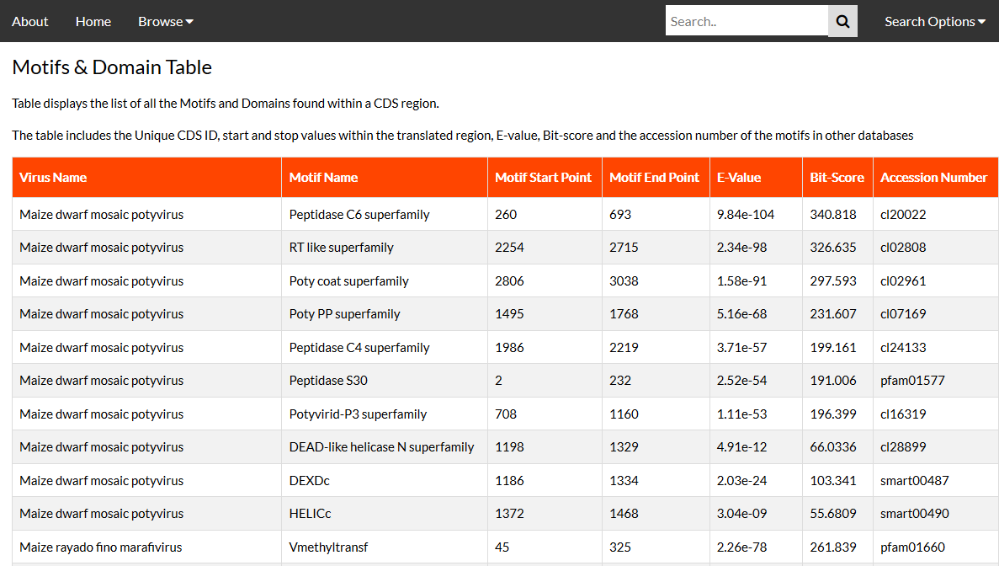 About Home Browse Search.. Search Options
Motifs & Domain Table
Table displays the list of all the Motifs and Domains found within a CDS region.
The table includes the Unique CDS ID, start and stop values within the translated region, E-value, Bit-score and the accession number of the motifs in other databases
Virus Name Motif Name Motif Start Point Motif End Point E-Value Bit-Score Accession Number
Maize dwarf mosaic potyvirus Peptidase C6 superfamily 260 693 9.84e-104 340.818 cl20022
Maize dwarf mosaic potyvirus RT like superfamily 2254 2715 2.34e-98 326.635 cl02808
Maize dwarf mosaic potyvirus Poty coat superfamily 2806 3038 1.58e-91 297.593 cl02961
Maize dwarf mosaic potyvirus Poty PP superfamily 1495 1768 5.16e-68 231.607 cl07169
Maize dwarf mosaic potyvirus Peptidase C4 superfamily 1986 2219 3.71e-57 199.161 cl24133
Maize dwarf mosaic potyvirus Peptidase S30 2 232 2.52e-54 191.006 pfam01577
Maize dwarf mosaic potyvirus Potyvirid-P3 superfamily 708 1160 1.11e-53 196.399 cl16319
Maize dwarf mosaic potyvirus DEAD-like helicase N superfamily 1198 1329 4.91e-12 66.0336 cl28899
Maize dwarf mosaic potyvirus DEXDc 1186 1334 2.03e-24 103.341 smart00487
Maize dwarf mosaic potyvirus HELICc 1372 1468 3.04e-09 55.6809 smart00490
Maize rayado fino marafivirus Vmethyltransf 45 325 2.26e-78 261.839 pfam01660